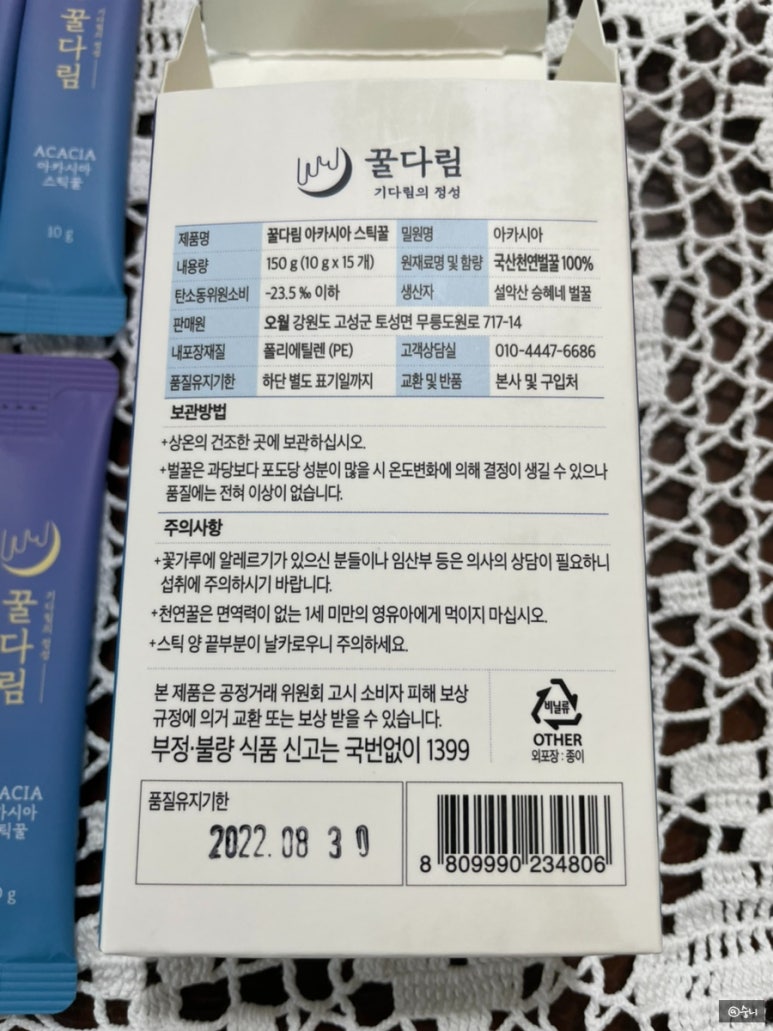 꿀다림
기다림의 정성
ACACIA
아카시아
스틱꿀
10 g
꿀다림
기다림의 정성
제품명 꿀다림 아카시아 스틱꿀 밀원명 아카시아
내용량 150 g (10 g x 15 개) 원재료명 및 함량 국산천연벌꿀 100%
탄소동위원소비 -23.5 ‰ 이하 생산자 설악산 승혜네 벌꿀
판매원 오월 강원도 고성군 토성면 무릉도원로 717-14
내포장재질 폴리에틸렌 (PE) 고객상담실 010-4447-6686
품질유지기한 하단 별도 표기일까지 교환 및 반품 본사 및 구입처
보관방법
+상온의 건조한 곳에 보관하십시오.
+벌꿀은 과당보다 포도당 성분이 많을 시 온도변화에 의해 결정이 생길 수 있으나
품질에는 전혀 이상이 없습니다.
주의사항
+꽃가루에 알레르기가 있으신 분들이나 임산부 등은 의사의 상담이 필요하니
섭취에 주의하시기 바랍니다.
+천연꿀은 면역력이 없는 1세 미만의 영유아에게 먹이지 마십시오.
+스틱 양 끝부분이 날카로우니 주의하세요.
본 제품은 공정거래 위원회 고시 소비자 피해 보상
규정에 의거 교환 또는 보상 받을 수 있습니다.
부정·불량 식품 신고는 국번없이 1399
비닐류
OTHER
외포장 : 종이
품질유지기한
2022. 08 3 0
8 809990 234806
꿀다림
기다림의 정성
ACIA
카시아
틱꿀
g
@숭니